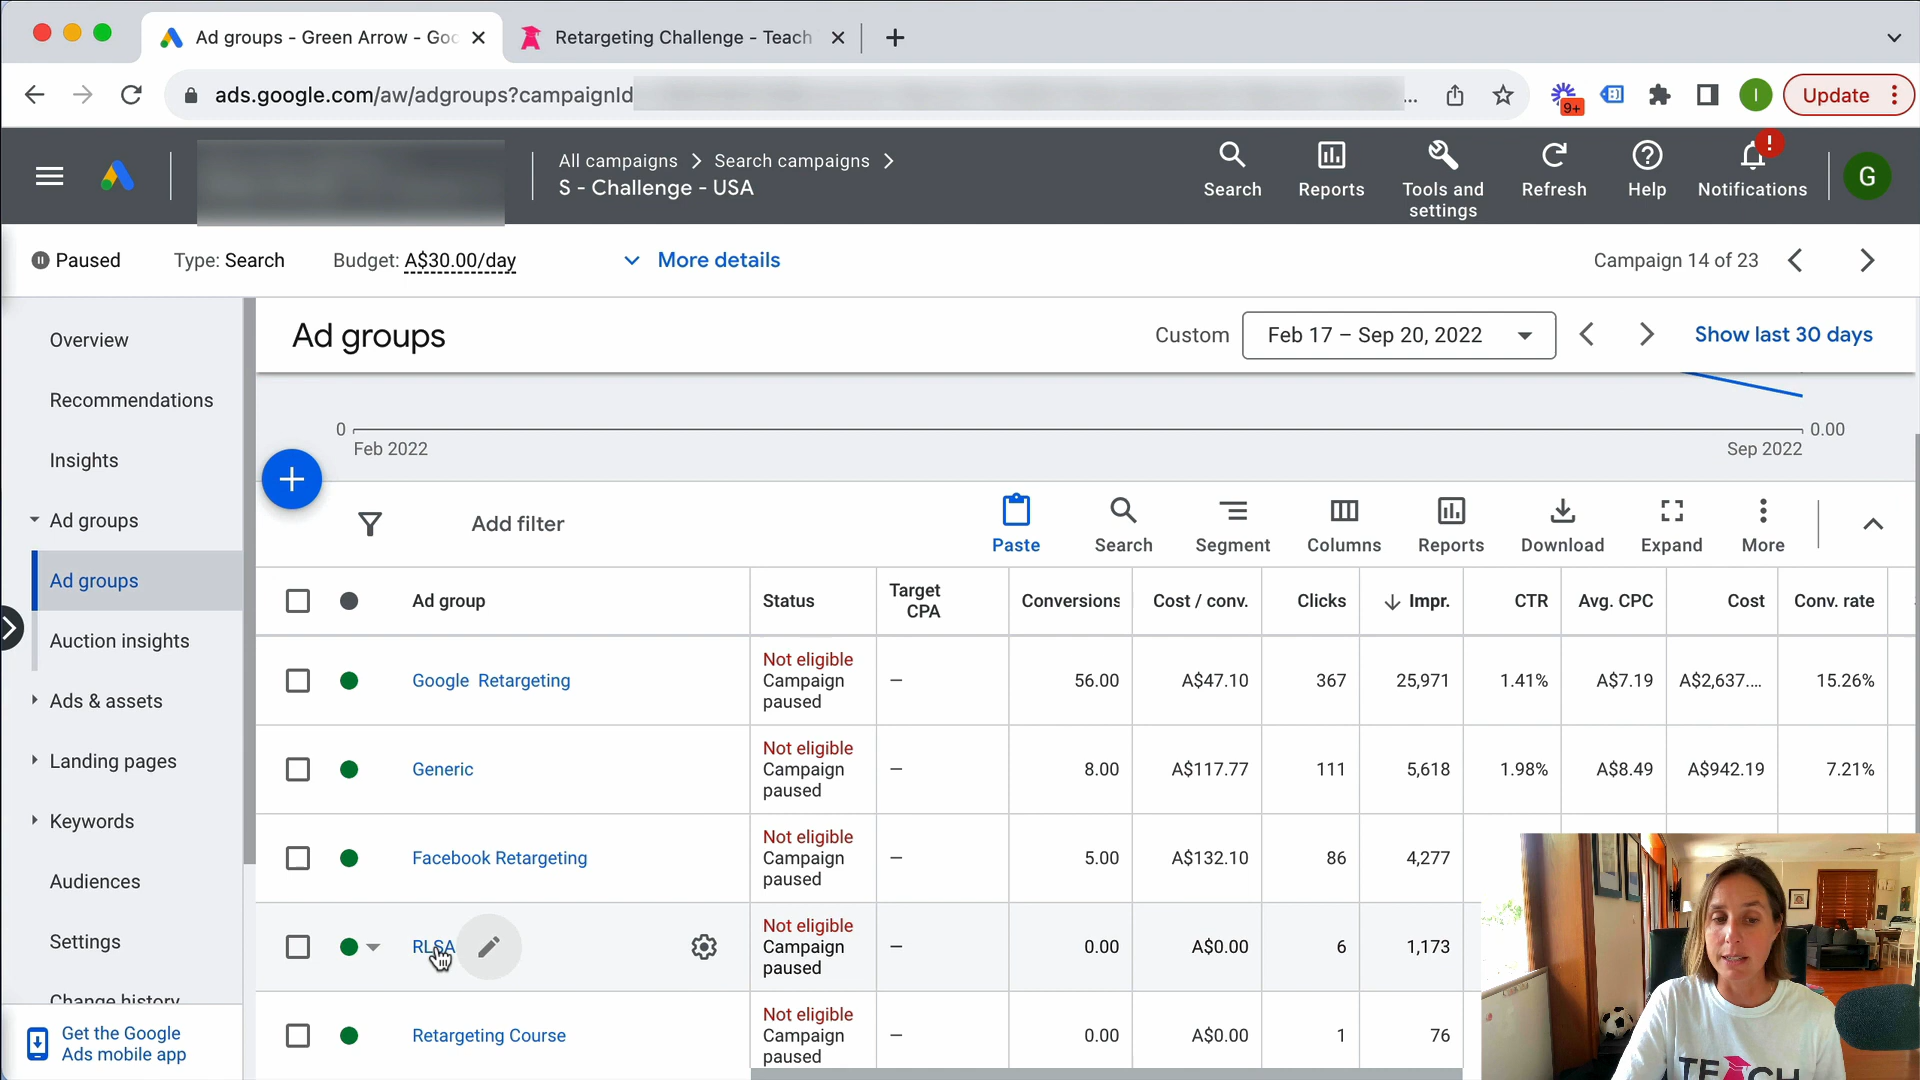 Ad groups - Green Arrow - Goo
Retargeting Challenge - Teach
ads.google.com/aw/adgroups?campaignId
...
9+
I
Update
All campaigns > Search campaigns >
S - Challenge - USA
Search
Reports
Tools and
settings
Refresh
Help
!
Notifications
G
Paused
Type: Search
Budget: A$30.00/day
More details
Campaign 14 of 23
Overview
Recommendations
Insights
Ad groups
Ad groups
Auction insights
Ads & assets
Landing pages
Keywords
Audiences
Settings
Change history
Get the Google
Ads mobile app
Ad groups
Custom
Feb 17 – Sep 20, 2022
Show last 30 days
0
0.00
Feb 2022
Sep 2022
Add filter
Paste
Search
Segment
Columns
Reports
Download
Expand
More
Ad group Status Target CPA Conversions Cost / conv. Clicks Impr. CTR Avg. CPC Cost Conv. rate
Google Retargeting Not eligible Campaign paused – 56.00 A$47.10 367 25,971 1.41% A$7.19 A$2,637.... 15.26%
Generic Not eligible Campaign paused – 8.00 A$117.77 111 5,618 1.98% A$8.49 A$942.19 7.21%
Facebook Retargeting Not eligible Campaign paused – 5.00 A$132.10 86 4,277
RLSA Not eligible Campaign paused – 0.00 A$0.00 6 1,173
Retargeting Course Not eligible Campaign paused – 0.00 A$0.00 1 76
TEACH